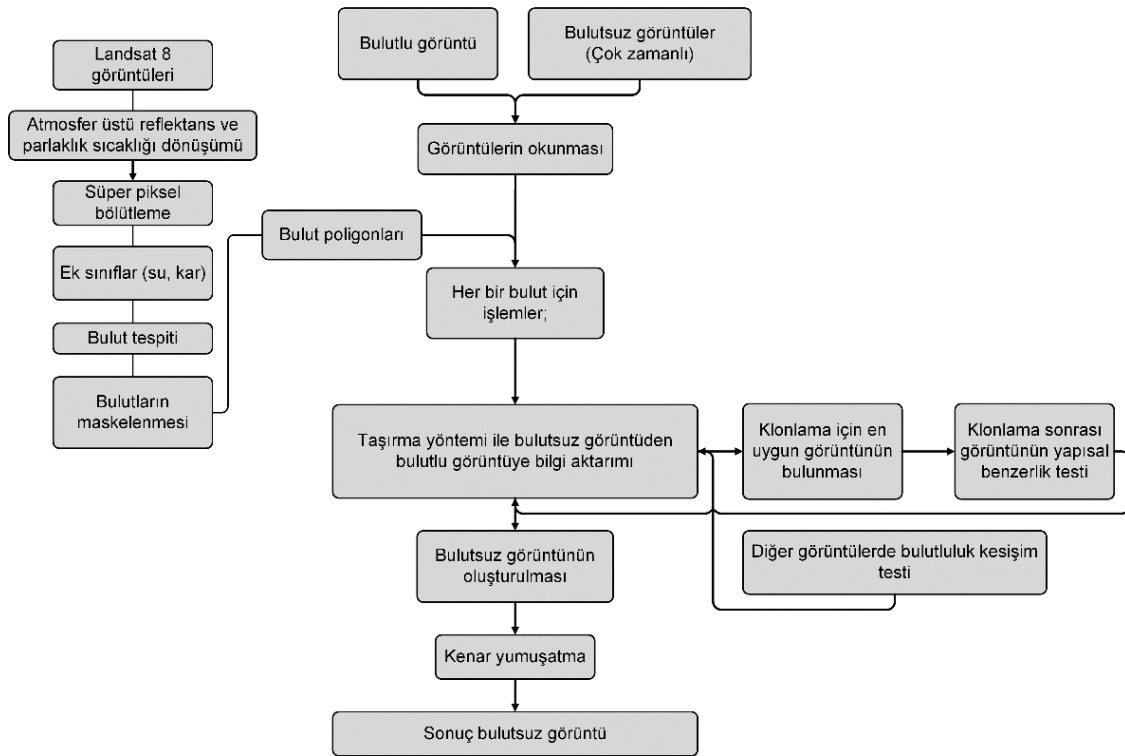 Landsat 8
görüntüleri
Atmosfer üstü reflektans ve
parlaklık sıcaklığı dönüşümü
Süper piksel
bölütleme
Ek sınıflar (su, kar)
Bulut tespiti
Bulutların
maskelenmesi
Bulut poligonları
Bulutlu görüntü
Bulutsuz görüntüler
(Çok zamanlı)
Görüntülerin okunması
Her bir bulut için
işlemler;
Taşırma yöntemi ile bulutsuz görüntüden
bulutlu görüntüye bilgi aktarımı
Klonlama için en
uygun görüntünün
bulunması
Klonlama sonrası
görüntünün yapısal
benzerlik testi
Diğer görüntülerde bulutluluk kesişim
testi
Bulutsuz görüntünün
oluşturulması
Kenar yumuşatma
Sonuç bulutsuz görüntü